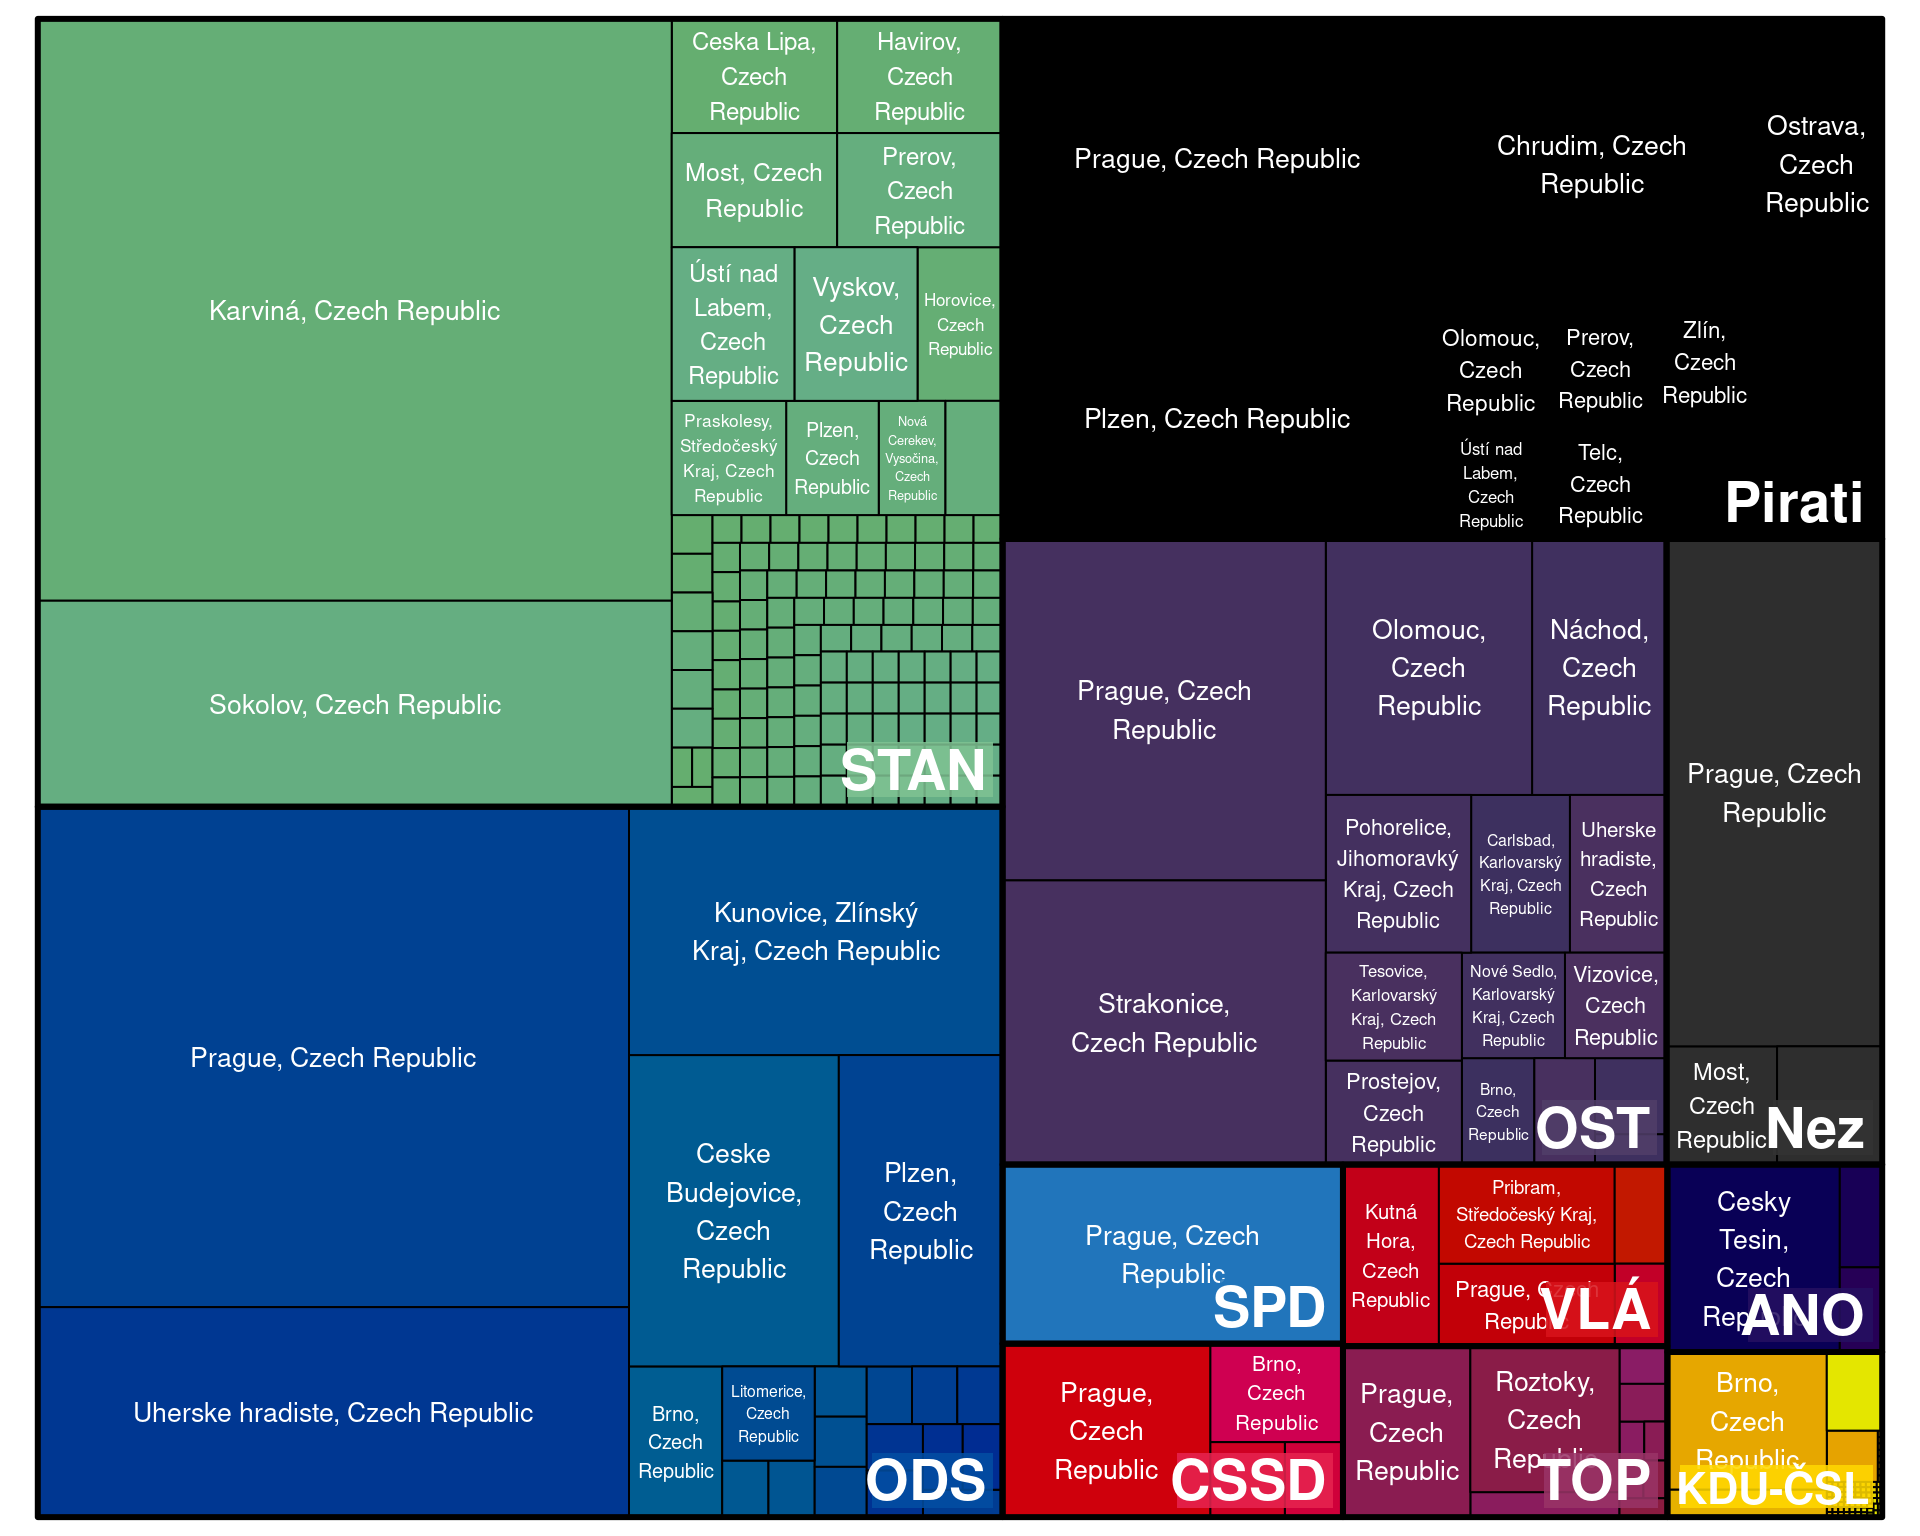 Karviná, Czech Republic
Sokolov, Czech Republic
Ceska Lipa,
Czech
Republic
Havirov,
Czech
Republic
Most, Czech
Republic
Prerov,
Czech
Republic
Ústí nad
Labem,
Czech
Republic
Vyskov,
Czech
Republic
Horovice,
Czech
Republic
Praskolesy,
Středočeský
Kraj, Czech
Republic
Plzen,
Czech
Republic
Nová
Cerekev,
Vysočina,
Czech
Republic
STAN
Prague, Czech Republic
Chrudim, Czech
Republic
Ostrava,
Czech
Republic
Plzen, Czech Republic
Olomouc,
Czech
Republic
Prerov,
Czech
Republic
Zlín,
Czech
Republic
Ústí nad
Labem,
Czech
Republic
Telc,
Czech
Republic
Pirati
Prague, Czech Republic
Uherske hradiste, Czech Republic
Kunovice, Zlínský
Kraj, Czech Republic
Ceske
Budejovice,
Czech
Republic
Plzen,
Czech
Republic
Brno,
Czech
Republic
Litomerice,
Czech
Republic
ODS
Prague, Czech
Republic
Strakonice,
Czech Republic
Olomouc,
Czech
Republic
Náchod,
Czech
Republic
Pohorelice,
Jihomoravký
Kraj, Czech
Republic
Carlsbad,
Karlovarský
Kraj, Czech
Republic
Uherske
hradiste,
Czech
Republic
Tesovice,
Karlovarský
Kraj, Czech
Republic
Nové Sedlo,
Karlovarský
Kraj, Czech
Republic
Vizovice,
Czech
Republic
Prostejov,
Czech
Republic
Brno,
Czech
Republic
OST
Prague, Czech
Republic
Most,
Czech
Republic
Nez
Prague, Czech
Republic
SPD
Kutná
Hora,
Czech
Republic
Pribram,
Středočeský Kraj,
Czech Republic
Prague, Czech
Republic
VLÁ
Cesky
Tesin,
Czech
Republic
ANO
Prague,
Czech
Republic
Brno,
Czech
Republic
CSSD
Prague,
Czech
Republic
Roztoky,
Czech
Republic
TOP
Brno,
Czech
Republic
KDU-ČSL